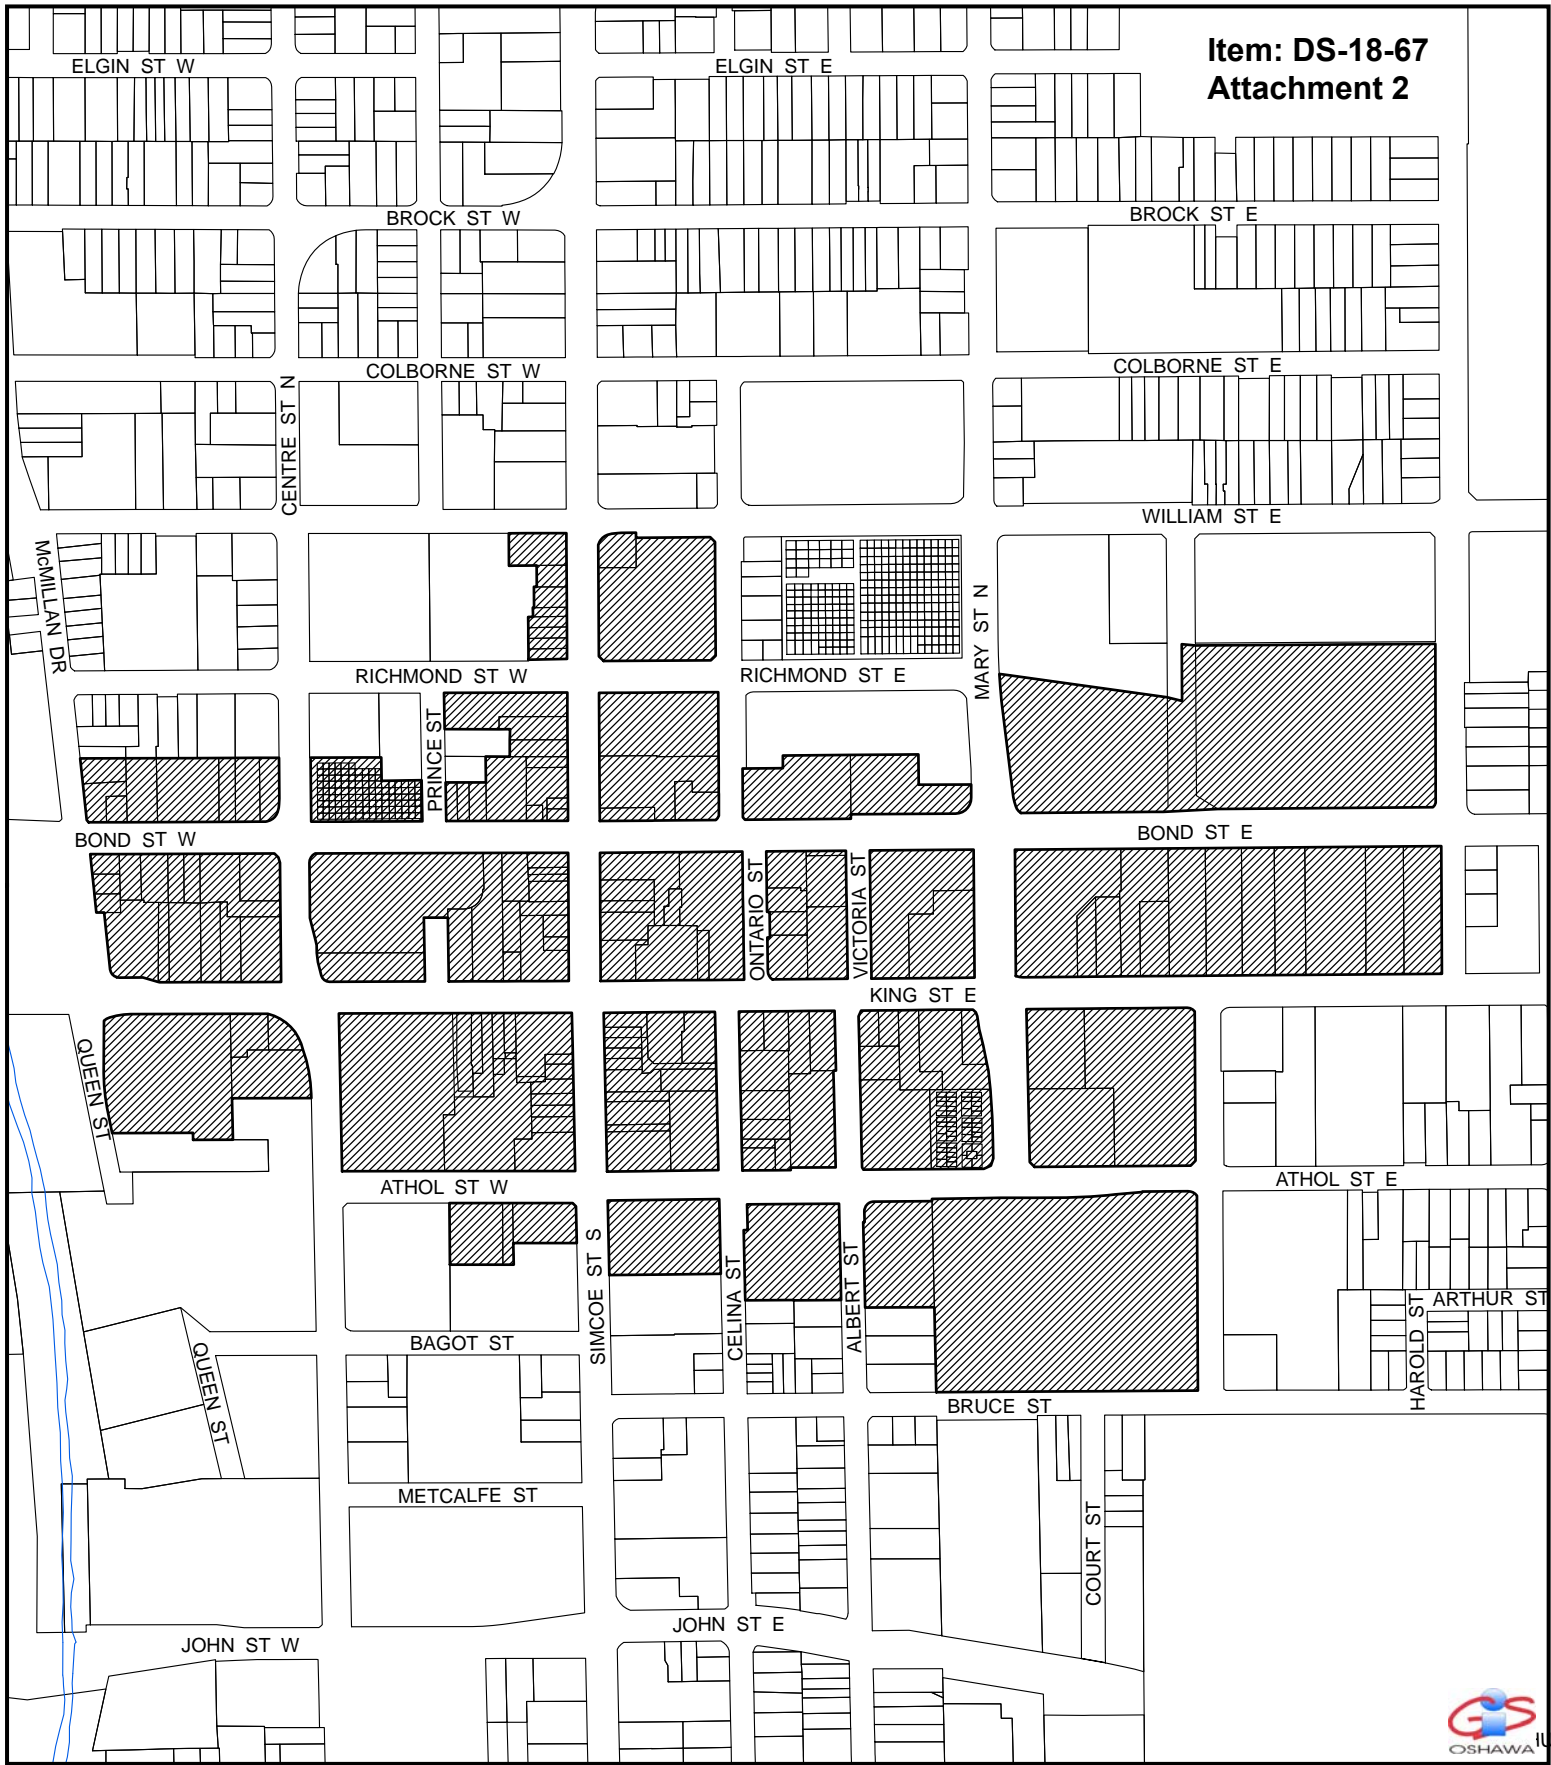 Item: DS-18-67
Attachment 2
ELGIN ST W
ELGIN ST E
BROCK ST W
BROCK ST E
COLBORNE ST W
COLBORNE ST E
CENTRE ST N
WILLIAM ST E
McMILLAN DR
MARY ST N
RICHMOND ST W
RICHMOND ST E
PRINCE ST
BOND ST W
BOND ST E
ONTARIO ST
VICTORIA ST
KING ST E
QUEEN ST
ATHOL ST W
ATHOL ST E
SIMCOE ST S
CELINA ST
ALBERT ST
ARTHUR ST
HAROLD ST
BAGOT ST
QUEEN ST
BRUCE ST
METCALFE ST
COURT ST
JOHN ST E
JOHN ST W
GIS
OSHAWA